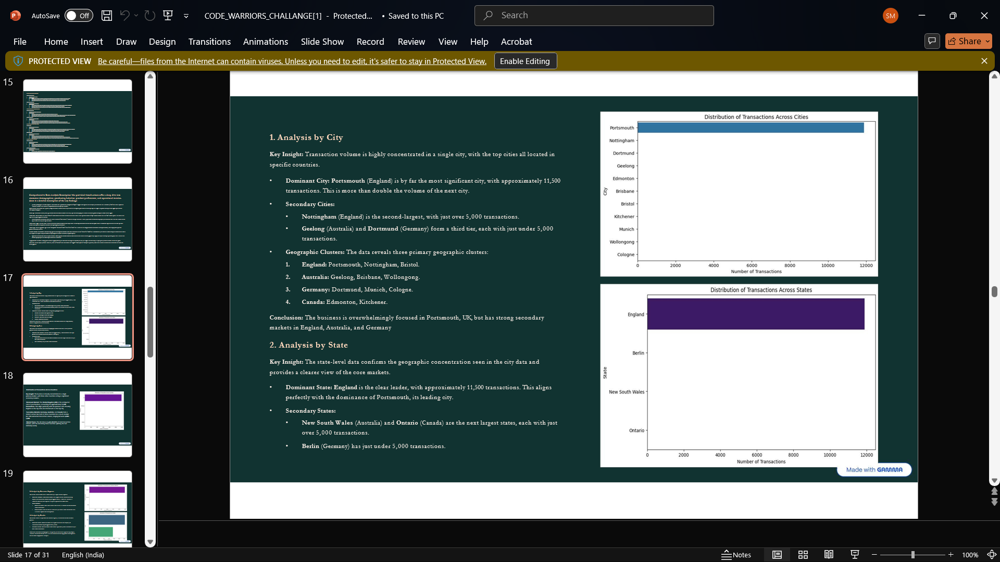 AutoSave Off CODE_WARRIORS_CHALLANGE[1] - Protected... • Saved to this PC Search SM
File Home Insert Draw Design Transitions Animations Slide Show Record Review View Help Acrobat Share
PROTECTED VIEW Be careful—files from the Internet can contain viruses. Unless you need to edit, it's safer to stay in Protected View. Enable Editing
15
16
17
18
19
1. Analysis by City
Key Insight: Transaction volume is highly concentrated in a single city, with the top cities all located in
specific countries.
• Dominant City: Portsmouth (England) is by far the most significant city, with approximately 11,500
transactions. This is more than double the volume of the next city.
• Secondary Cities:
• Nottingham (England) is the second-largest, with just over 5,000 transactions.
• Geelong (Australia) and Dortmund (Germany) form a third tier, each with just under 5,000
transactions.
• Geographic Clusters: The data reveals three primary geographic clusters:
1. England: Portsmouth, Nottingham, Bristol.
2. Australia: Geelong, Brisbane, Wollongong.
3. Germany: Dortmund, Munich, Cologne.
4. Canada: Edmonton, Kitchener.
Conclusion: The business is overwhelmingly focused in Portsmouth, UK, but has strong secondary
markets in England, Australia, and Germany
2. Analysis by State
Key Insight: The state-level data confirms the geographic concentration seen in the city data and
provides a clearer view of the core markets.
• Dominant State: England is the clear leader, with approximately 11,500 transactions. This aligns
perfectly with the dominance of Portsmouth, its leading city.
• Secondary States:
• New South Wales (Australia) and Ontario (Canada) are the next largest states, each with just
over 5,000 transactions.
• Berlin (Germany) has just under 5,000 transactions.
Distribution of Transactions Across Cities
City
Portsmouth
Nottingham
Dortmund
Geelong
Edmonton
Brisbane
Bristol
Kitchener
Munich
Wollongong
Cologne
0 2000 4000 6000 8000 10000 12000
Number of Transactions
Distribution of Transactions Across States
State
England
Berlin
New South Wales
Ontario
0 2000 4000 6000 8000 10000 12000
Number of Transactions
Made with GAMMA
Slide 17 of 31 English (India) Notes 100%